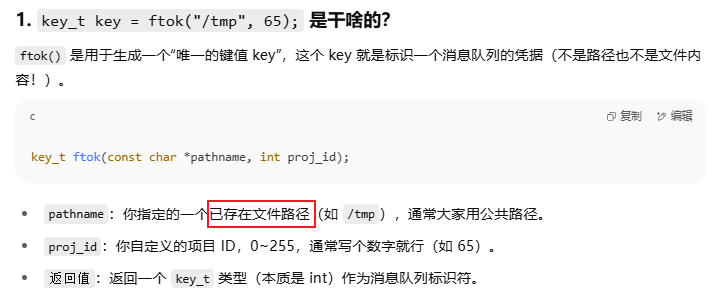 1. key_t key = ftok("/tmp", 65); 是干啥的？
ftok() 是用于生成一个“唯一的键值 key”，这个 key 就是标识一个消息队列的凭据（不是路径也不是文件内
容！）。
c 复制 编辑
key_t ftok(const char *pathname, int proj_id);
• pathname：你指定的一个已存在文件路径（如 /tmp），通常大家用公共路径。
• proj_id：你自定义的项目 ID，0~255，通常写个数字就行（如 65）。
• 返回值：返回一个 key_t 类型（本质是 int）作为消息队列标识符。